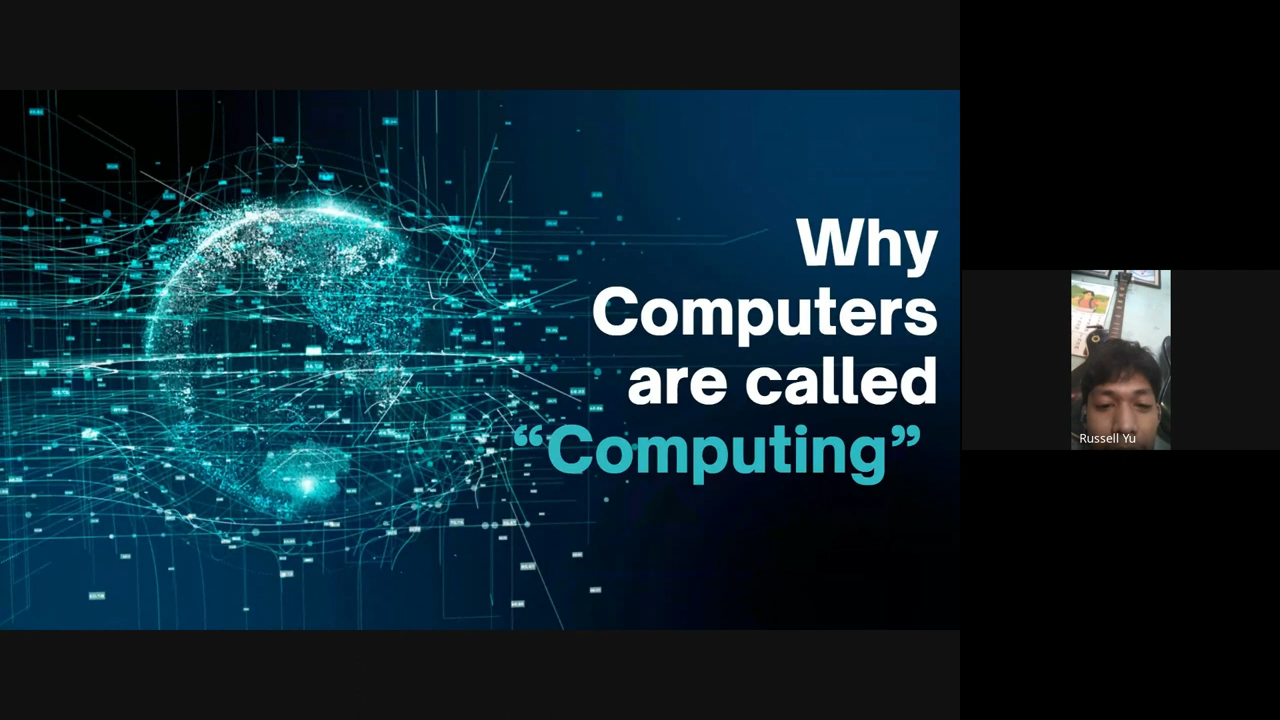 Why
Computers
are called
“Computing”
Russell Yu